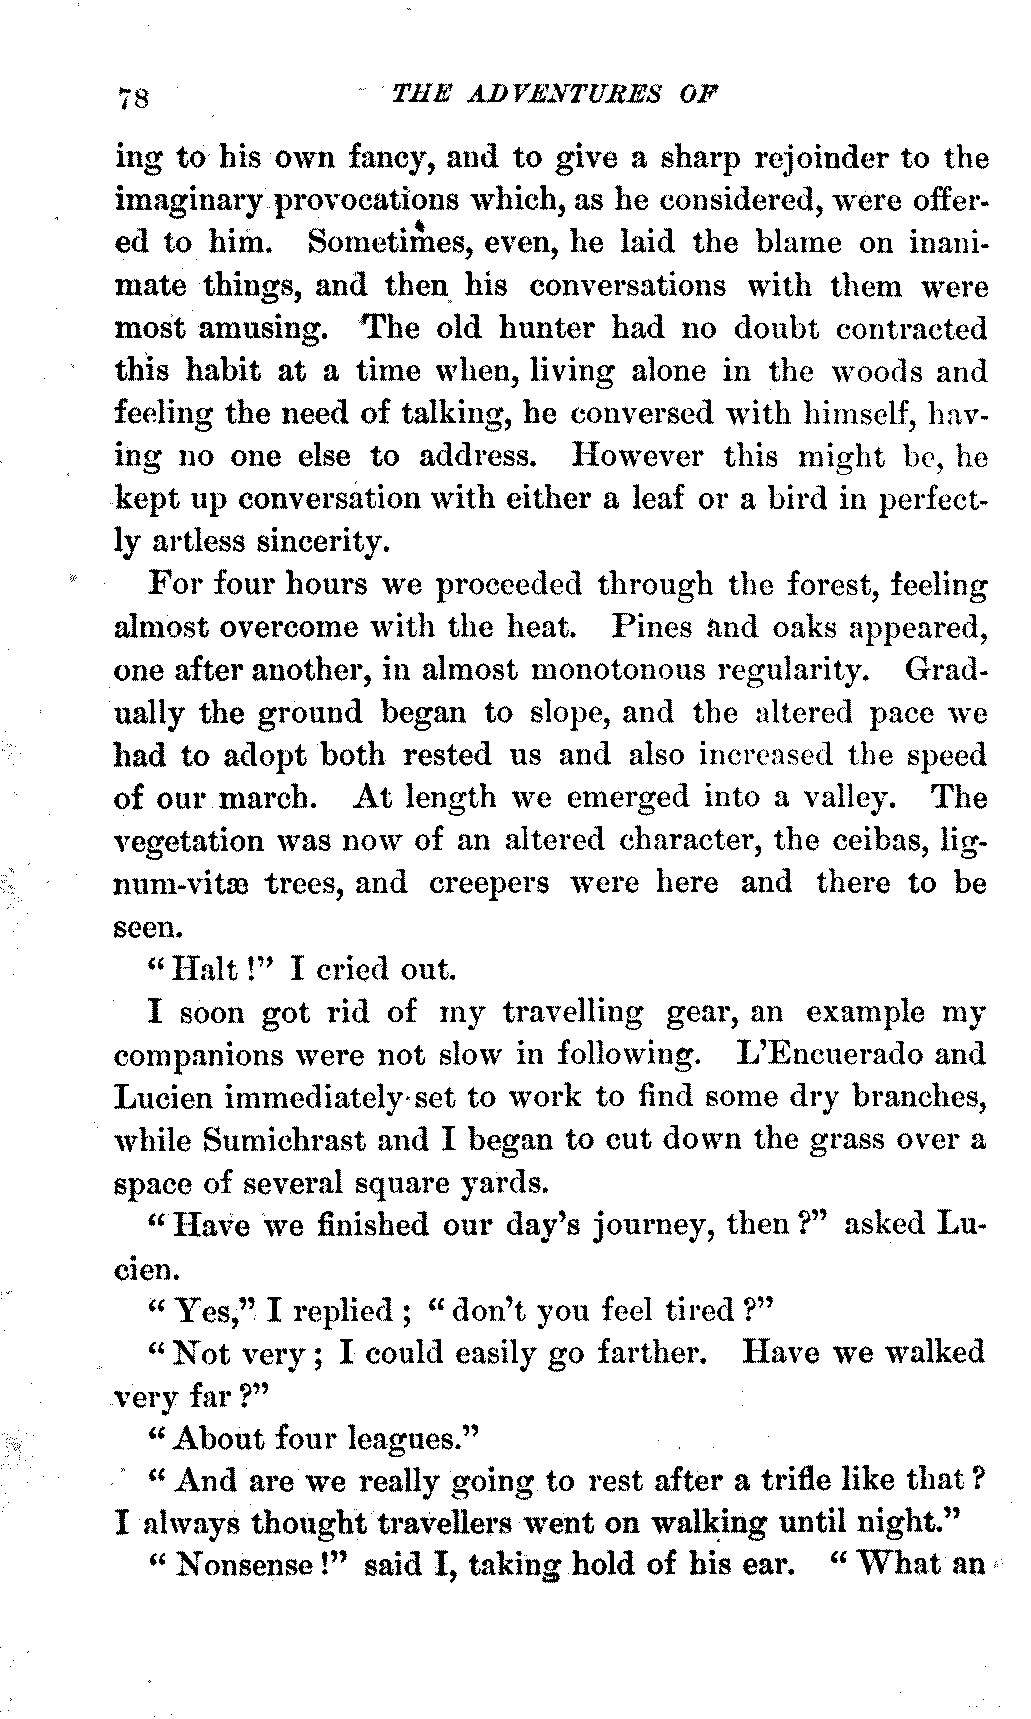 78 THE ADVENTURES OF
ing to his own fancy, and to give a sharp rejoinder to the
imaginary provocations which, as he considered, were offer-
ed to him. Sometimes, even, he laid the blame on inani-
mate things, and then his conversations with them were
most amusing. The old hunter had no doubt contracted
this habit at a time when, living alone in the woods and
feeling the need of talking, he conversed with himself, hav-
ing no one else to address. However this might be, he
kept up conversation with either a leaf or a bird in perfect-
ly artless sincerity.
For four hours we proceeded through the forest, feeling
almost overcome with the heat. Pines and oaks appeared,
one after another, in almost monotonous regularity. Grad-
ually the ground began to slope, and the altered pace we
had to adopt both rested us and also increased the speed
of our march. At length we emerged into a valley. The
vegetation was now of an altered character, the ceibas, lig-
num-vitæ trees, and creepers were here and there to be
seen.
"Halt!" I cried out.
I soon got rid of my travelling gear, an example my
companions were not slow in following. L'Encuerado and
Lucien immediately set to work to find some dry branches,
while Sumichrast and I began to cut down the grass over a
space of several square yards.
"Have we finished our day's journey, then?" asked Lu-
cien.
"Yes," I replied; "don't you feel tired?"
"Not very; I could easily go farther. Have we walked
very far?"
"About four leagues."
"And are we really going to rest after a trifle like that?
I always thought travellers went on walking until night."
"Nonsense!" said I, taking hold of his ear. "What an